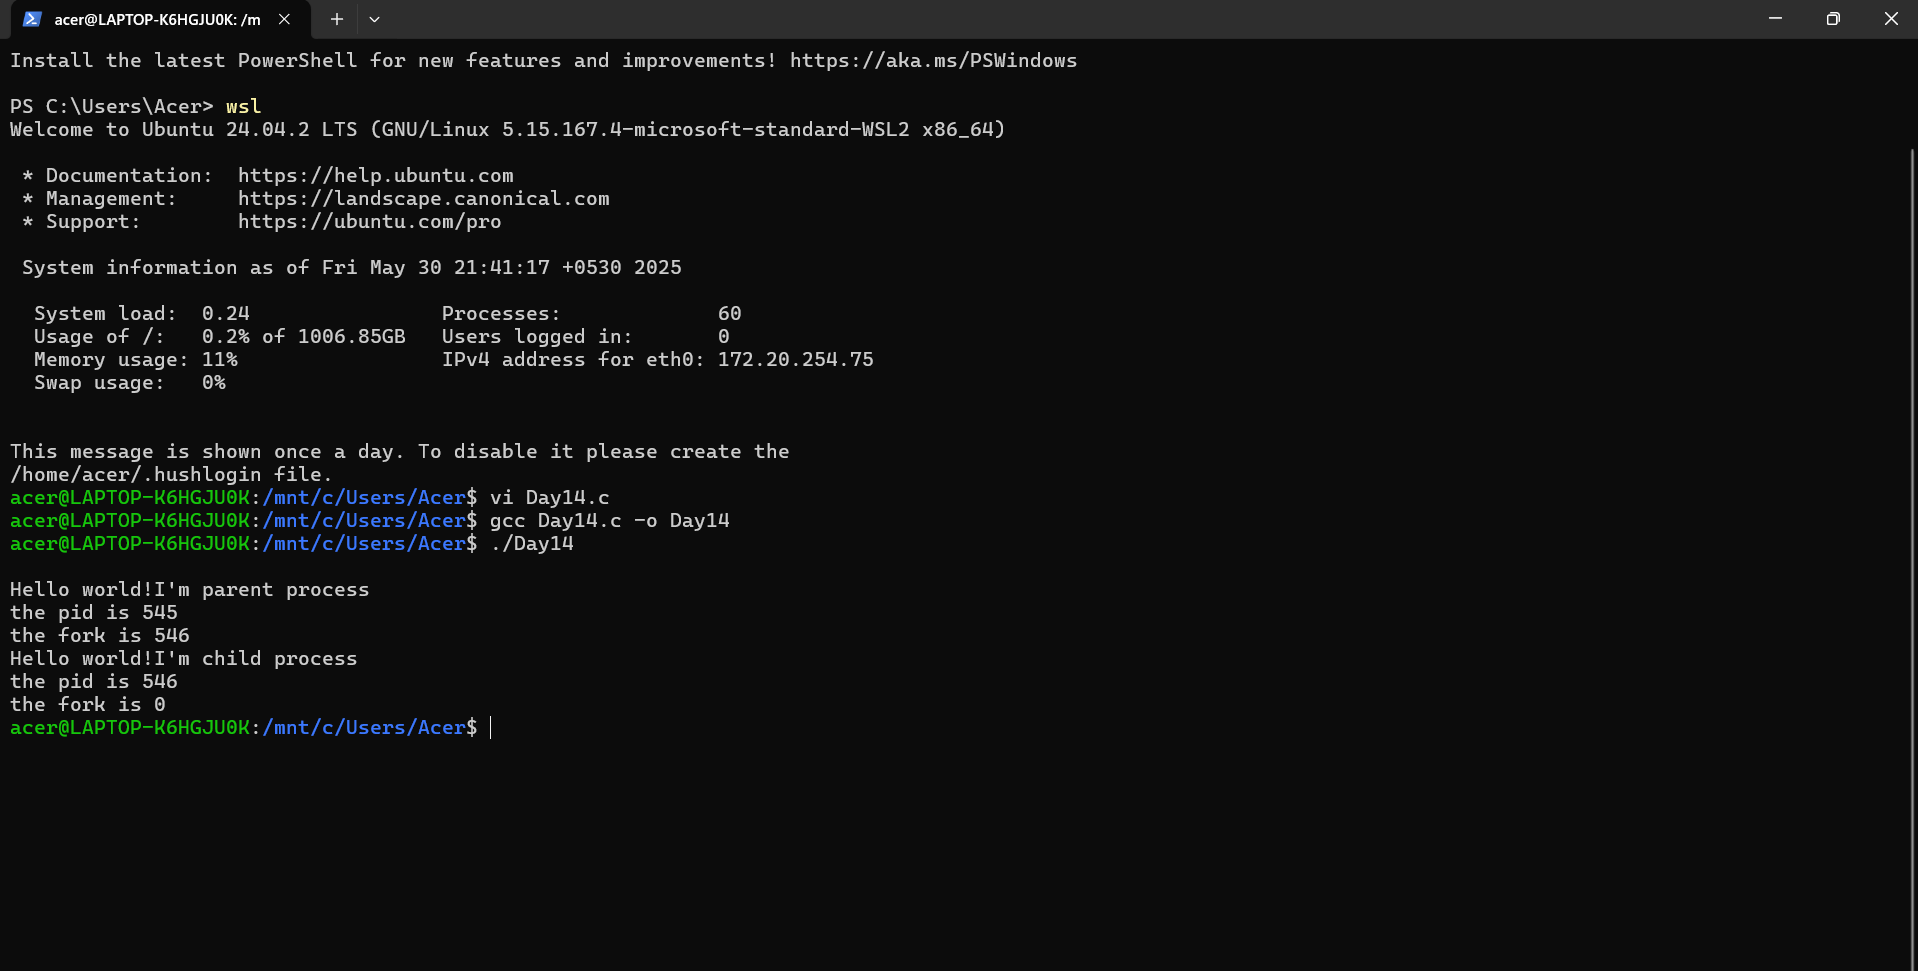 acer@LAPTOP-K6HGJU0K: /m
Install the latest PowerShell for new features and improvements! https://aka.ms/PSWindows
PS C:\Users\Acer> wsl
Welcome to Ubuntu 24.04.2 LTS (GNU/Linux 5.15.167.4-microsoft-standard-WSL2 x86_64)
* Documentation:  https://help.ubuntu.com
* Management:     https://landscape.canonical.com
* Support:        https://ubuntu.com/pro
System information as of Fri May 30 21:41:17 +0530 2025
System load:  0.24                Processes:             60
Usage of /:   0.2% of 1006.85GB   Users logged in:       0
Memory usage: 11%                 IPv4 address for eth0: 172.20.254.75
Swap usage:   0%
This message is shown once a day. To disable it please create the
/home/acer/.hushlogin file.
acer@LAPTOP-K6HGJU0K:/mnt/c/Users/Acer$ vi Day14.c
acer@LAPTOP-K6HGJU0K:/mnt/c/Users/Acer$ gcc Day14.c -o Day14
acer@LAPTOP-K6HGJU0K:/mnt/c/Users/Acer$ ./Day14
Hello world!I'm parent process
the pid is 545
the fork is 546
Hello world!I'm child process
the pid is 546
the fork is 0
acer@LAPTOP-K6HGJU0K:/mnt/c/Users/Acer$